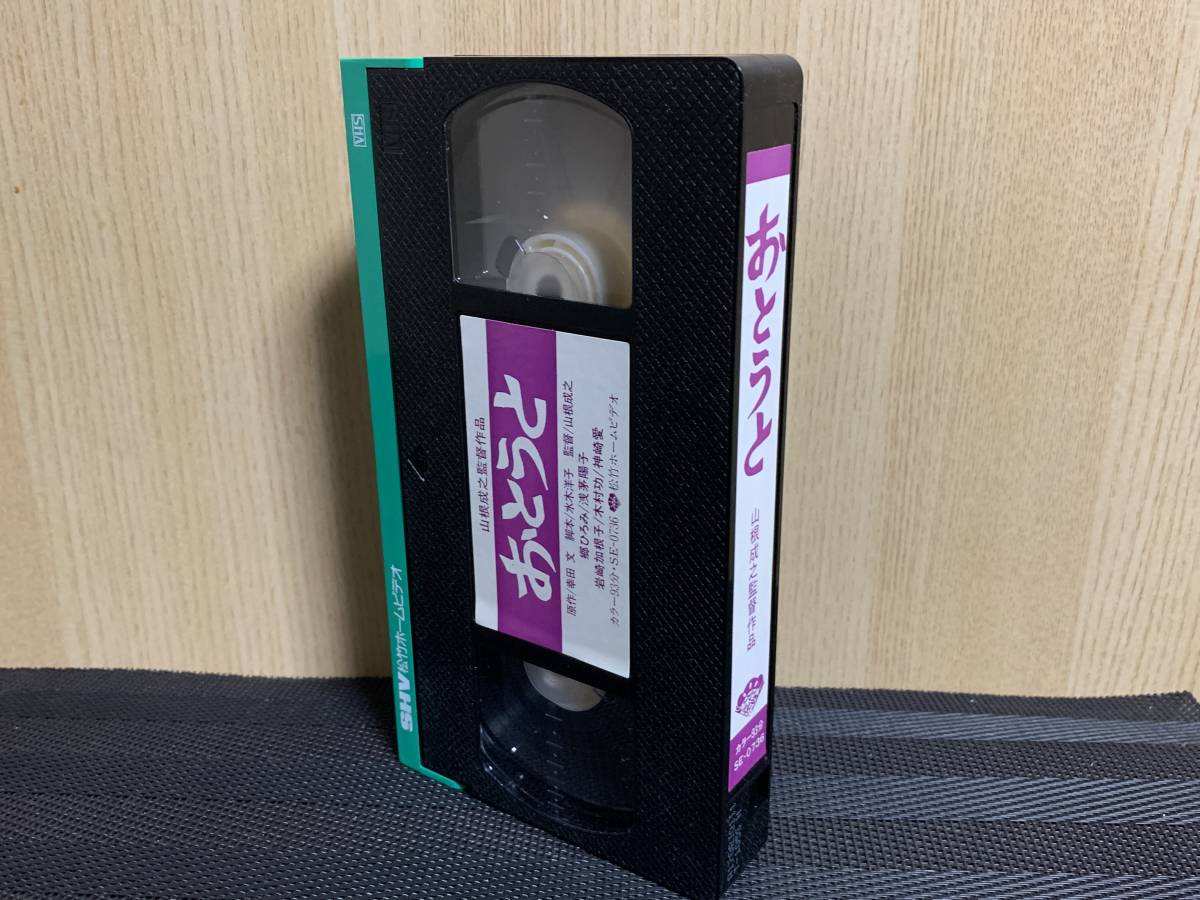 SHV
SHV 松竹ホームビデオ
山根成之監督作品
おとうと
原作/幸田 文 脚本/水木洋子 監督/山根成之
郷ひろみ/浅茅陽子
岩崎加根子/木村功/神崎愛
カラー93分・SE-0736 松竹ホームビデオ
おとうと
山根成之監督作品
カラー93分
SE-0736